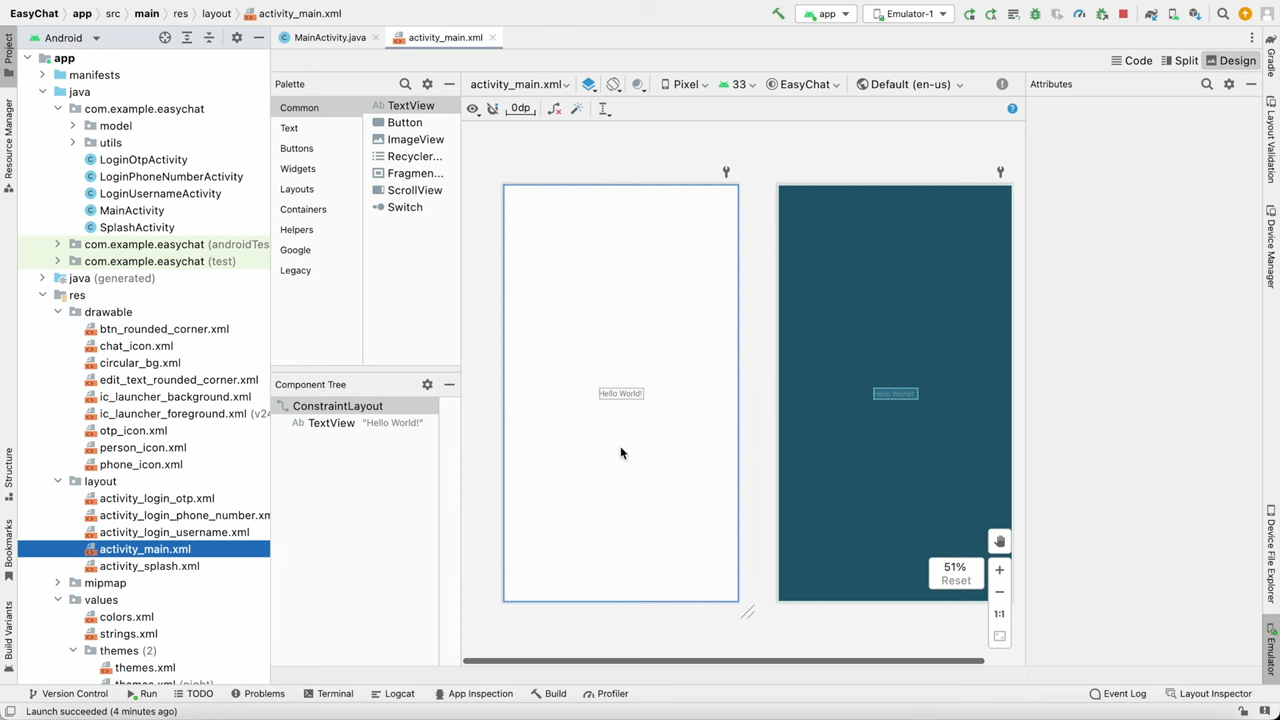 EasyChat app src main res layout activity_main.xml
app Emulator-1
Android
MainActivity.java activity_main.xml
Code Split Design
Project
Resource Manager
Structure
Bookmarks
Build Variants
app
manifests
java
com.example.easychat
model
utils
LoginOtpActivity
LoginPhoneNumberActivity
LoginUsernameActivity
MainActivity
SplashActivity
com.example.easychat (androidTes
com.example.easychat (test)
java (generated)
res
drawable
btn_rounded_corner.xml
chat_icon.xml
circular_bg.xml
edit_text_rounded_corner.xml
ic_launcher_background.xml
ic_launcher_foreground.xml (v24
otp_icon.xml
person_icon.xml
phone_icon.xml
layout
activity_login_otp.xml
activity_login_phone_number.xm
activity_login_username.xml
activity_main.xml
activity_splash.xml
mipmap
values
colors.xml
strings.xml
themes (2)
themes.xml
themes.xml (night)
Palette
Common
Text
Buttons
Widgets
Layouts
Containers
Helpers
Google
Legacy
Ab TextView
Button
ImageView
Recycler...
Fragmen...
ScrollView
Switch
Component Tree
ConstraintLayout
Ab TextView "Hello World!"
activity_main.xml Pixel 33 EasyChat Default (en-us)
0dp
Hello World!
Hello World!
51%
Reset
1:1
Attributes
Gradle
Layout Validation
Device Manager
Device File Explorer
Emulator
Version Control Run TODO Problems Terminal Logcat App Inspection Build Profiler Event Log Layout Inspector
Launch succeeded (4 minutes ago)